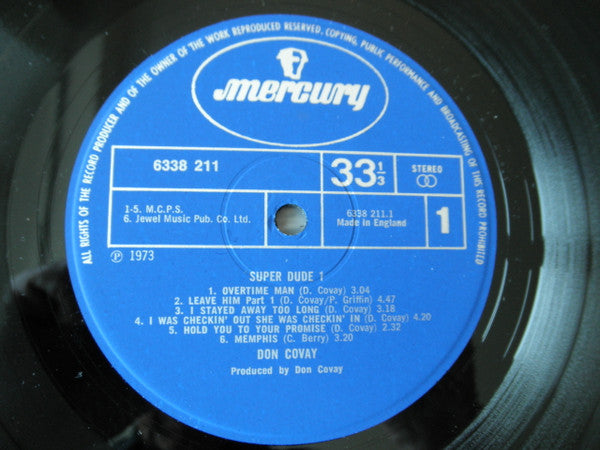 ALL RIGHTS OF THE RECORD PRODUCER AND OF THE OWNER OF THE WORK REPRODUCED RESERVED. COPYING, PUBLIC PERFORMANCE AND BROADCASTING OF THIS RECORD PROHIBITED
mercury
6338 211
33 1/3
STEREO
1-5. M.C.P.S.
6. Jewel Music Pub. Co. Ltd.
6338 211.1
Made in England
1
℗ 1973
SUPER DUDE 1
1. OVERTIME MAN (D. Covay) 3.04
2. LEAVE HIM Part 1 (D. Covay/P. Griffin) 4.47
3. I STAYED AWAY TOO LONG (D. Covay) 3.18
4. I WAS CHECKIN' OUT SHE WAS CHECKIN' IN (D. Covay) 4.20
5. HOLD YOU TO YOUR PROMISE (D. Covay) 2.32
6. MEMPHIS (C. Berry) 3.20
DON COVAY
Produced by Don Covay